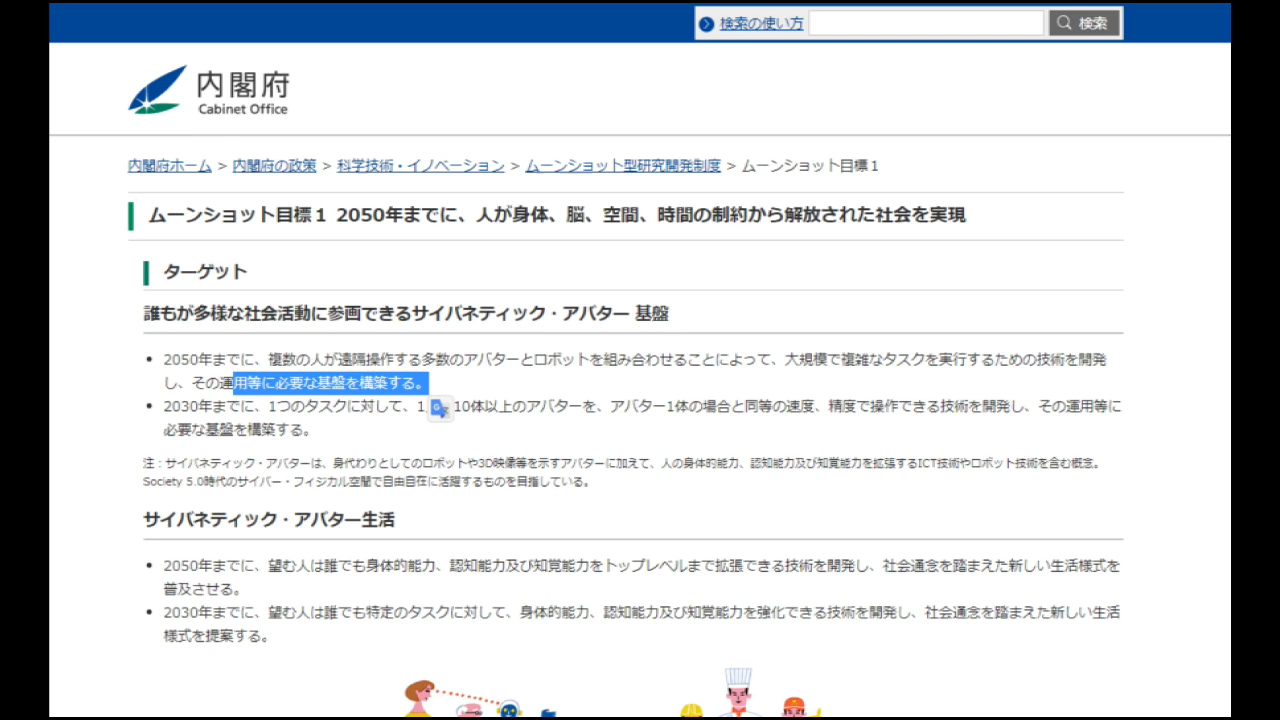 検索の使い方
検索
内閣府
Cabinet Office
内閣府ホーム > 内閣府の政策 > 科学技術・イノベーション > ムーンショット型研究開発制度 > ムーンショット目標1
ムーンショット目標1 2050年までに、人が身体、脳、空間、時間の制約から解放された社会を実現
ターゲット
誰もが多様な社会活動に参画できるサイバネティック・アバター 基盤
• 2050年までに、複数の人が遠隔操作する多数のアバターとロボットを組み合わせることによって、大規模で複雑なタスクを実行するための技術を開発
し、その運用等に必要な基盤を構築する。
• 2030年までに、1つのタスクに対して、1 10体以上のアバターを、アバター1体の場合と同等の速度、精度で操作できる技術を開発し、その運用等に
必要な基盤を構築する。
注：サイバネティック・アバターは、身代わりとしてのロボットや3D映像等を示すアバターに加えて、人の身体的能力、認知能力及び知覚能力を拡張するICT技術やロボット技術を含む概念。
Society 5.0時代のサイバー・フィジカル空間で自由自在に活躍するものを目指している。
サイバネティック・アバター生活
• 2050年までに、望む人は誰でも身体的能力、認知能力及び知覚能力をトップレベルまで拡張できる技術を開発し、社会通念を踏まえた新しい生活様式を
普及させる。
• 2030年までに、望む人は誰でも特定のタスクに対して、身体的能力、認知能力及び知覚能力を強化できる技術を開発し、社会通念を踏まえた新しい生活
様式を提案する。